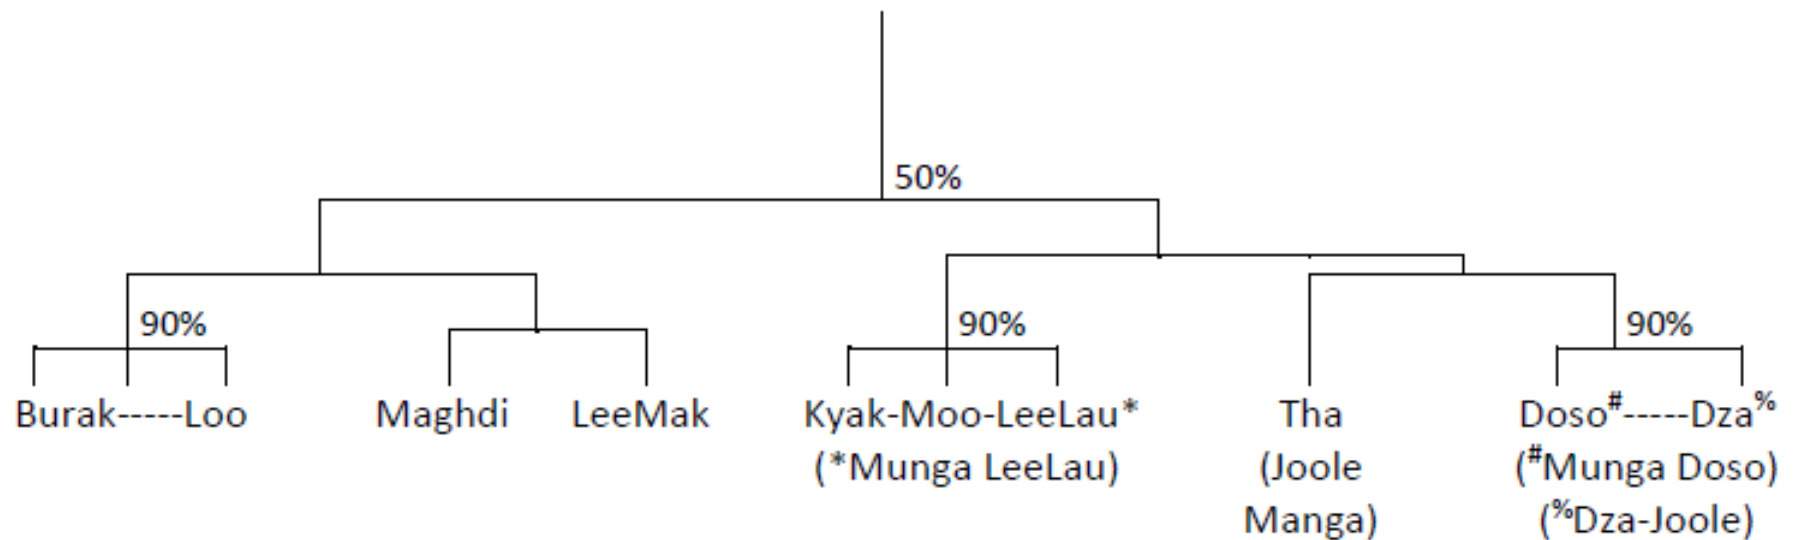 50%
90% 90% 90%
Burak-----Loo Maghdi LeeMak Kyak-Moo-LeeLau* Tha Doso#-----Dza%
(*Munga LeeLau) (Joole (#Munga Doso)
Manga) (%Dza-Joole)